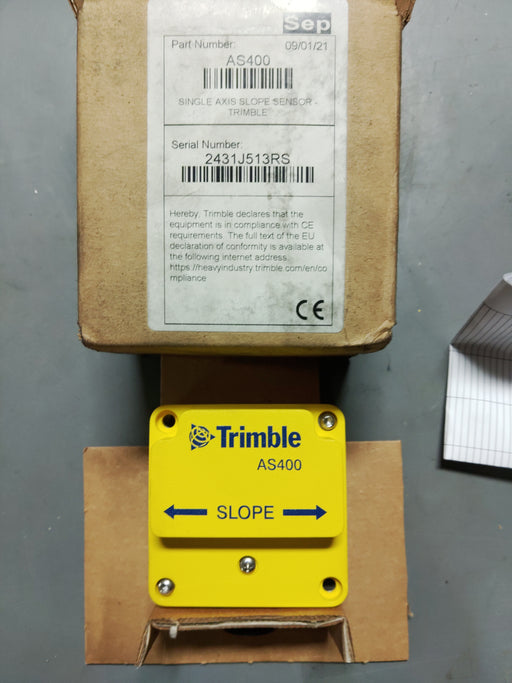 Sep
Part Number: 09/01/21
AS400
SINGLE AXIS SLOPE SENSOR -
TRIMBLE
Serial Number:
2431J513RS
Hereby, Trimble declares that the
equipment is in compliance with CE
requirements. The full text of the EU
declaration of conformity is available at
the following internet address:
https://heavyindustry.trimble.com/en/co
mpliance
CE
Trimble
AS400
SLOPE